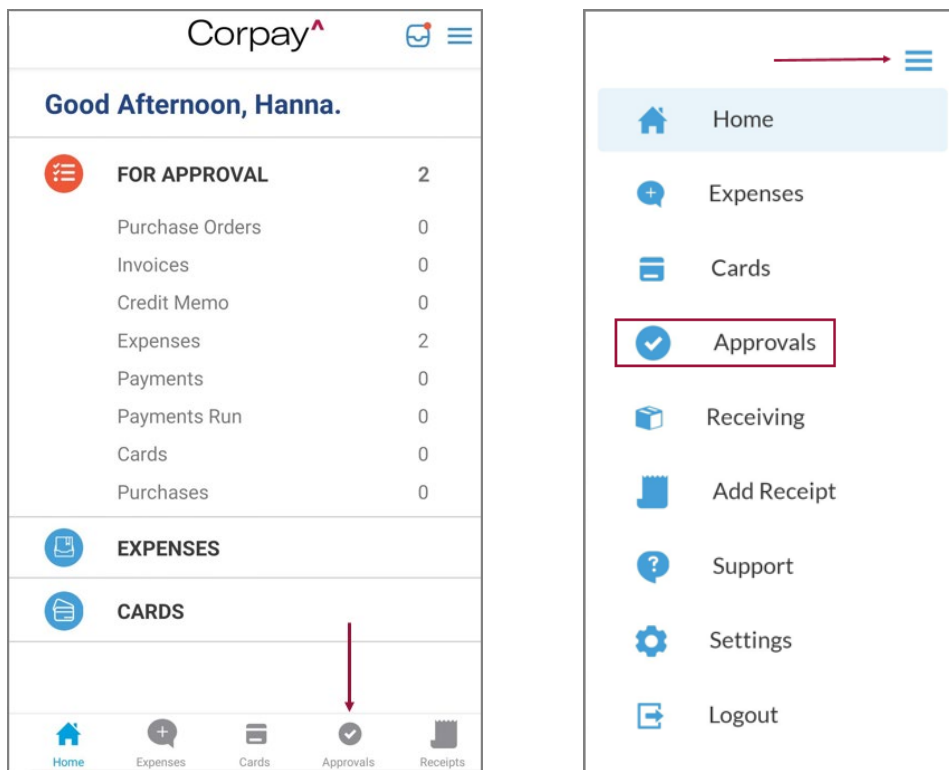 Corpay^
Good Afternoon, Hanna.
FOR APPROVAL 2
Purchase Orders 0
Invoices 0
Credit Memo 0
Expenses 2
Payments 0
Payments Run 0
Cards 0
Purchases 0
EXPENSES
CARDS
Home Expenses Cards Approvals Receipts
Home
Expenses
Cards
Approvals
Receiving
Add Receipt
Support
Settings
Logout